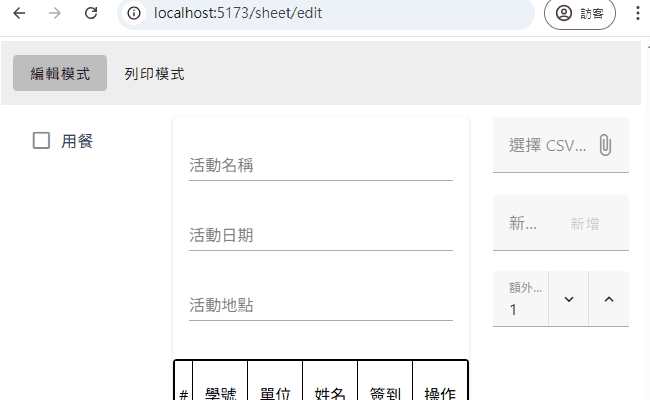 localhost:5173/sheet/edit
訪客
編輯模式 列印模式
用餐
活動名稱
活動日期
活動地點
選擇 CSV...
新... 新增
額外...
1
# 學號 單位 姓名 簽到 操作